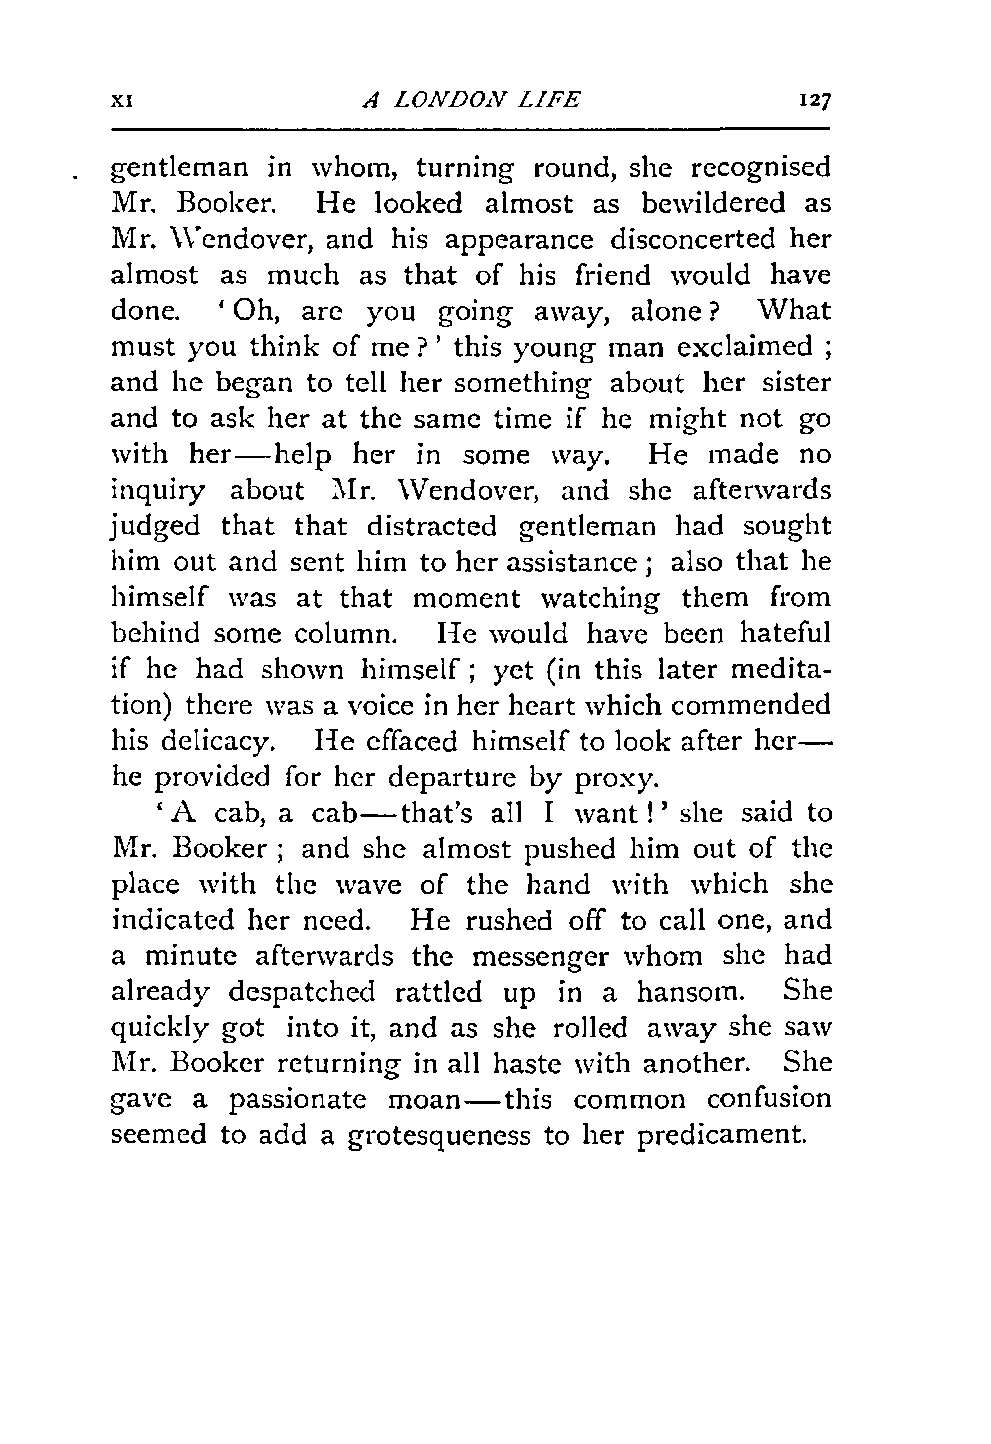 XI A LONDON LIFE 127
gentleman in whom, turning round, she recognised
Mr. Booker. He looked almost as bewildered as
Mr. Wendover, and his appearance disconcerted her
almost as much as that of his friend would have
done. ‘Oh, are you going away, alone? What
must you think of me?’ this young man exclaimed ;
and he began to tell her something about her sister
and to ask her at the same time if he might not go
with her—help her in some way. He made no
inquiry about Mr. Wendover, and she afterwards
judged that that distracted gentleman had sought
him out and sent him to her assistance ; also that he
himself was at that moment watching them from
behind some column. He would have been hateful
if he had shown himself ; yet (in this later medita-
tion) there was a voice in her heart which commended
his delicacy. He effaced himself to look after her—
he provided for her departure by proxy.
‘A cab, a cab—that's all I want!’ she said to
Mr. Booker ; and she almost pushed him out of the
place with the wave of the hand with which she
indicated her need. He rushed off to call one, and
a minute afterwards the messenger whom she had
already despatched rattled up in a hansom. She
quickly got into it, and as she rolled away she saw
Mr. Booker returning in all haste with another. She
gave a passionate moan—this common confusion
seemed to add a grotesqueness to her predicament.